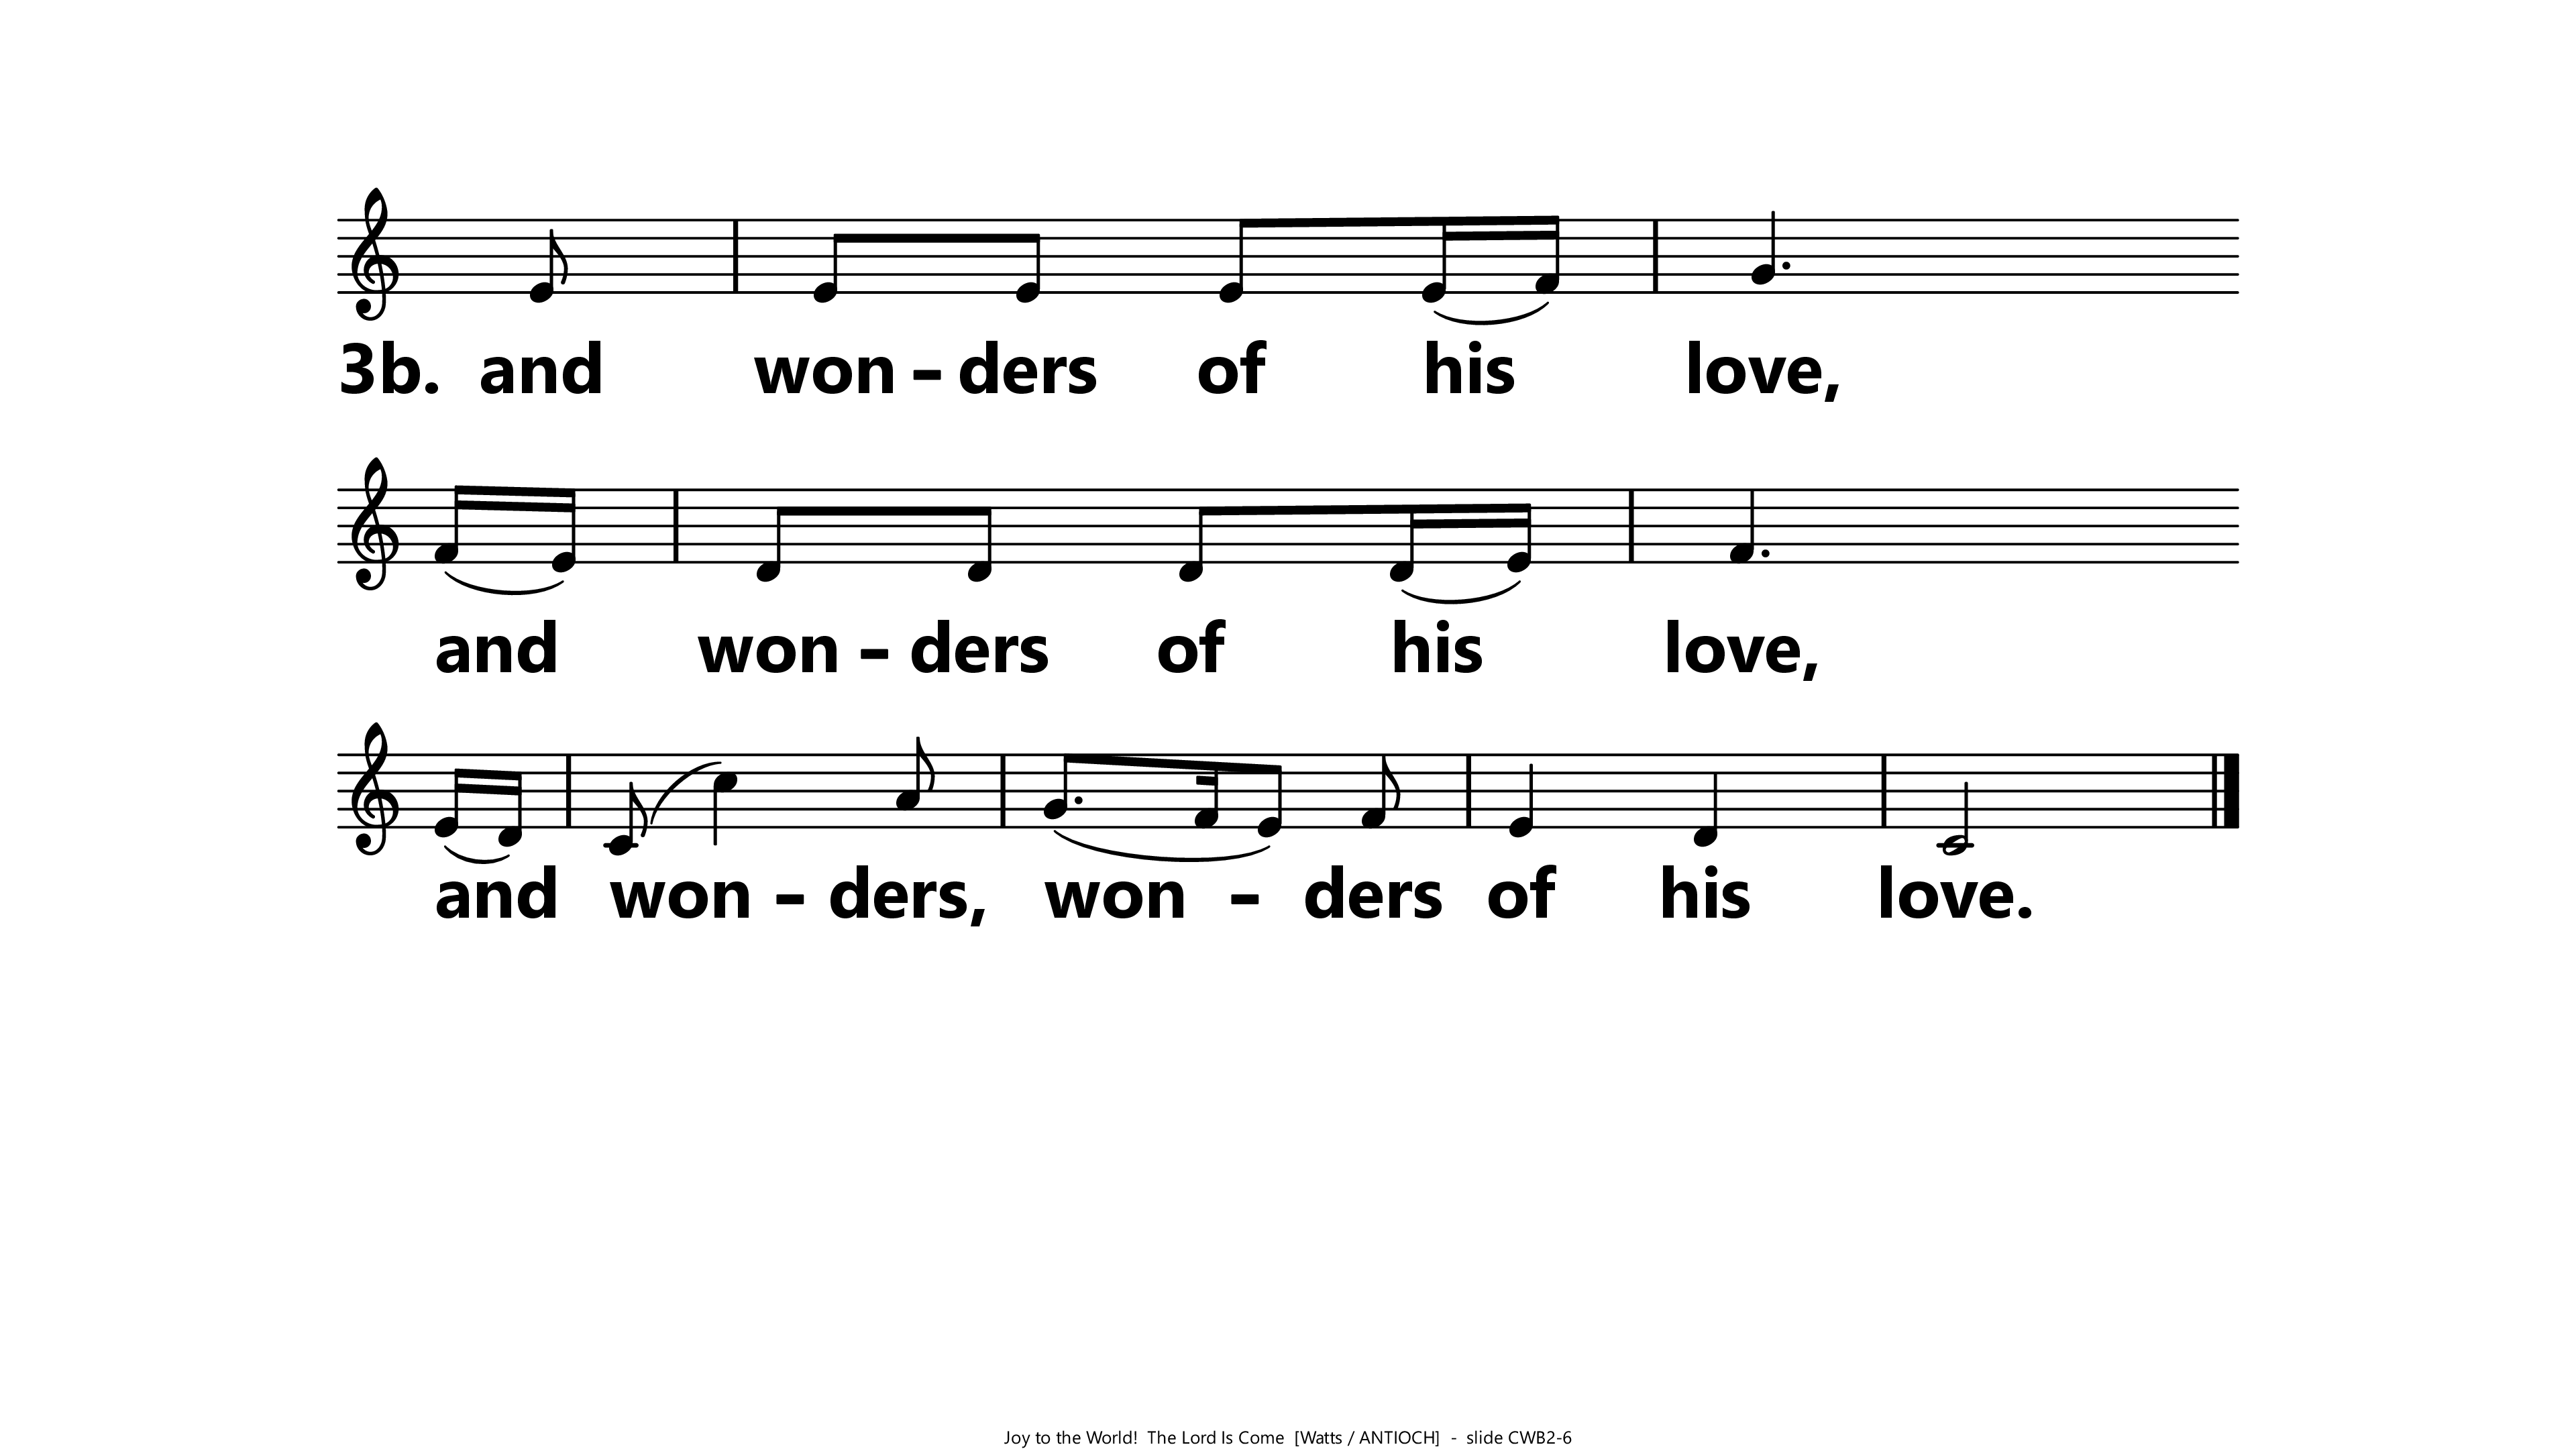 3b. and won - ders of his love,
and won - ders of his love,
and won - ders, won - ders of his love.
Joy to the World! The Lord Is Come [Watts / ANTIOCH] - slide CWB2-6